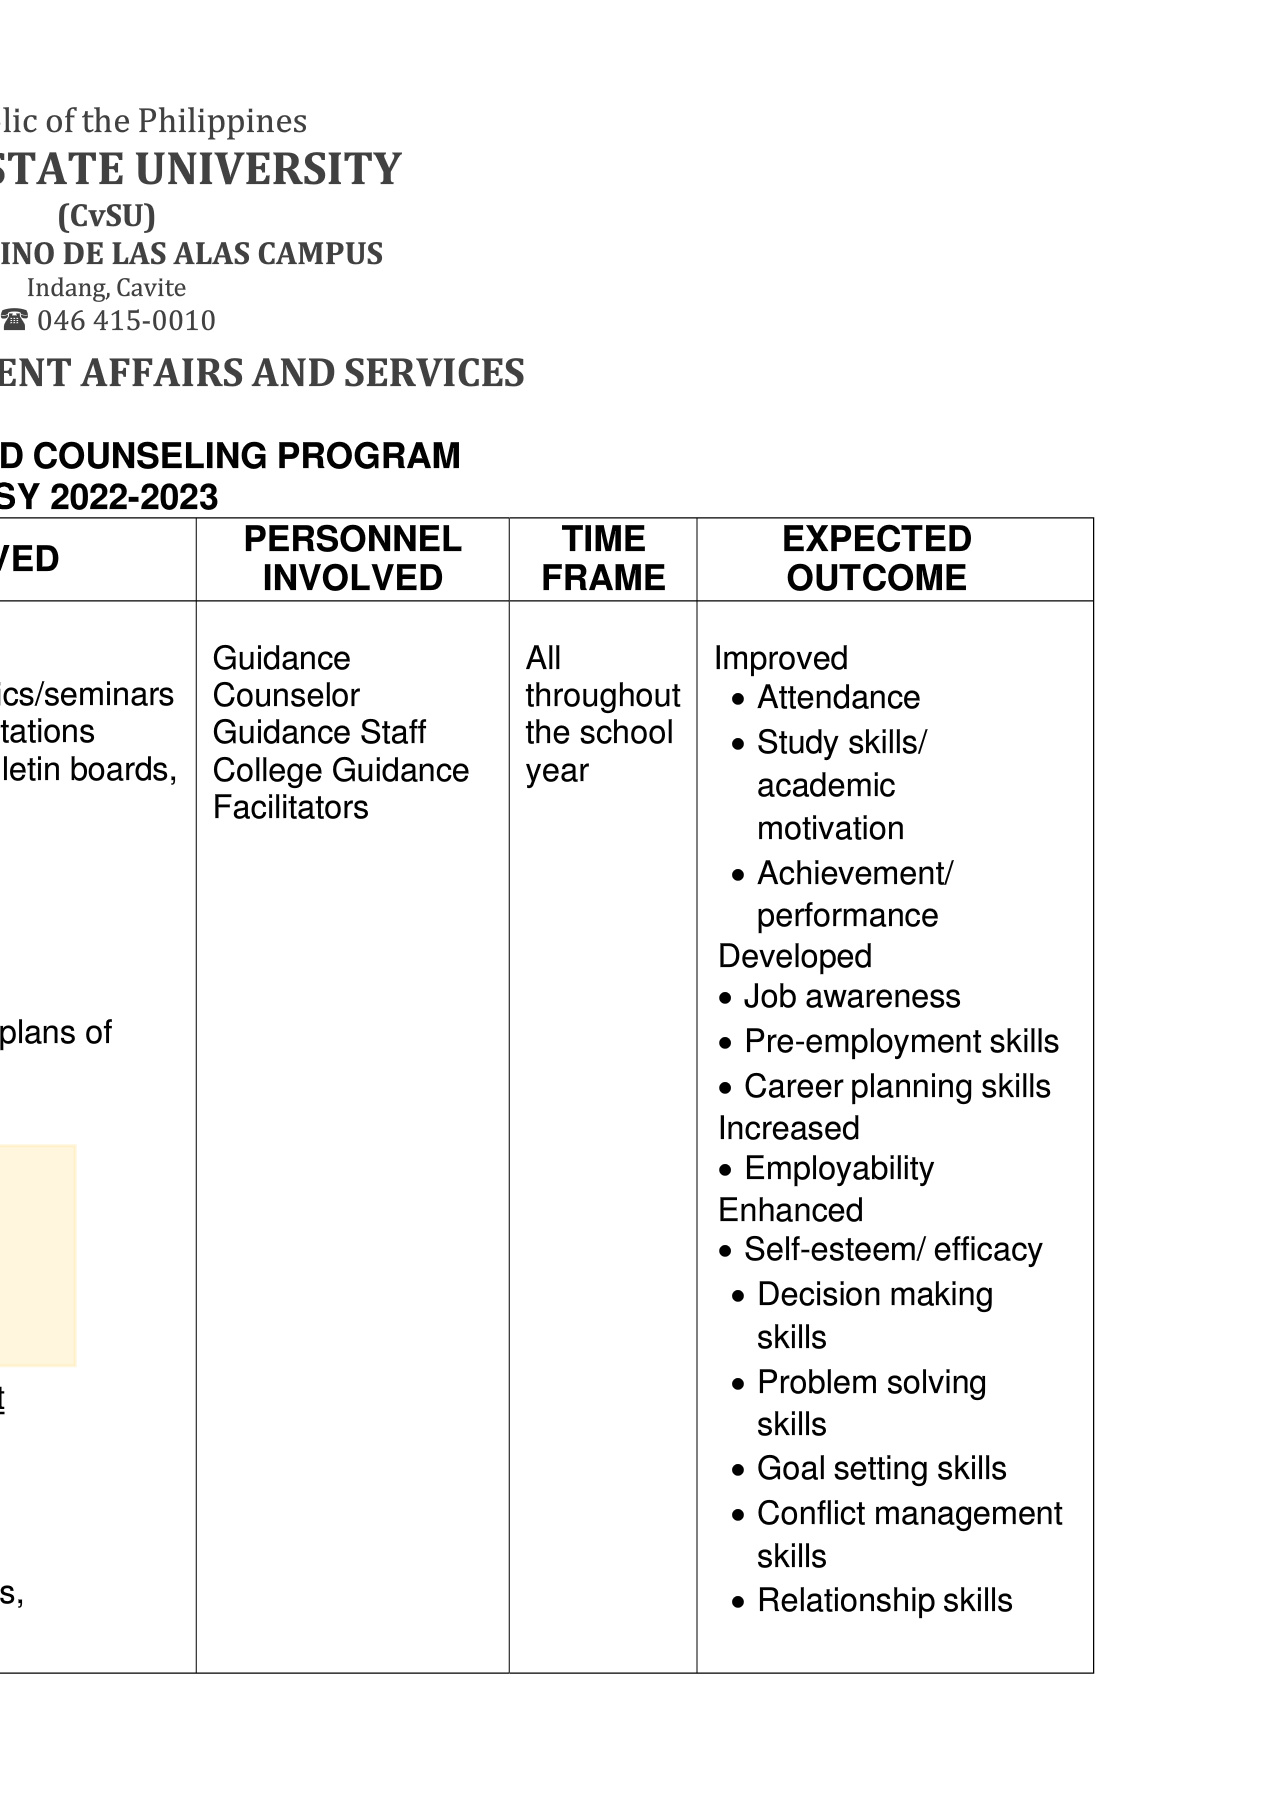 lic of the Philippines
STATE UNIVERSITY
(CvSU)
INO DE LAS ALAS CAMPUS
Indang, Cavite
☎ 046 415-0010
ENT AFFAIRS AND SERVICES
D COUNSELING PROGRAM
SY 2022-2023
VED
PERSONNEL
INVOLVED
TIME
FRAME
EXPECTED
OUTCOME
ics/seminars
tations
letin boards,
plans of
t
s,
Guidance
Counselor
Guidance Staff
College Guidance
Facilitators
All
throughout
the school
year
Improved
• Attendance
• Study skills/
academic
motivation
• Achievement/
performance
Developed
• Job awareness
• Pre-employment skills
• Career planning skills
Increased
• Employability
Enhanced
• Self-esteem/ efficacy
• Decision making
skills
• Problem solving
skills
• Goal setting skills
• Conflict management
skills
• Relationship skills